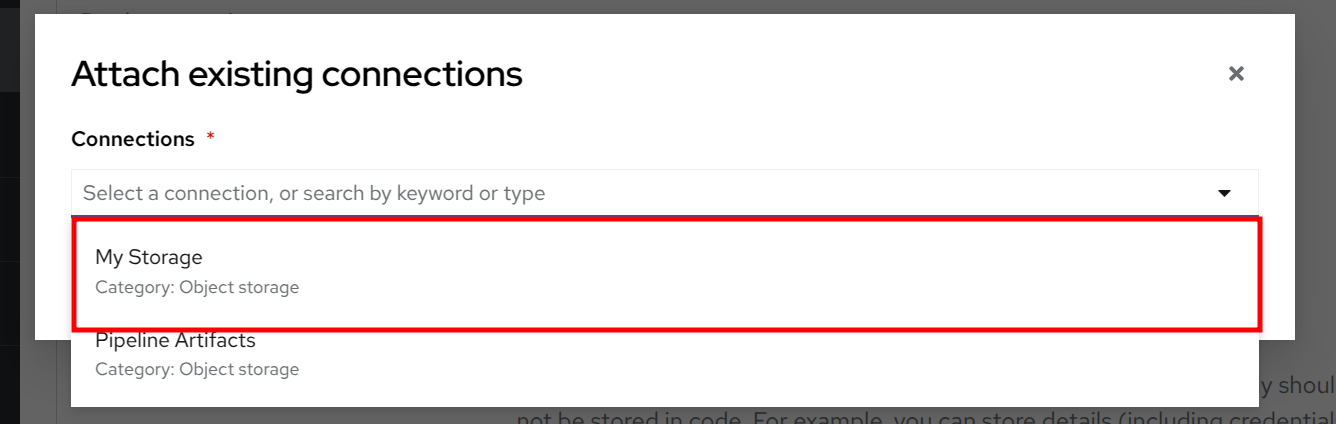 Attach existing connections
Connections *
Select a connection, or search by keyword or type
My Storage
Category: Object storage
Pipeline Artifacts
Category: Object storage
y shoul
not be stored in code. For example, you can store details (including credential